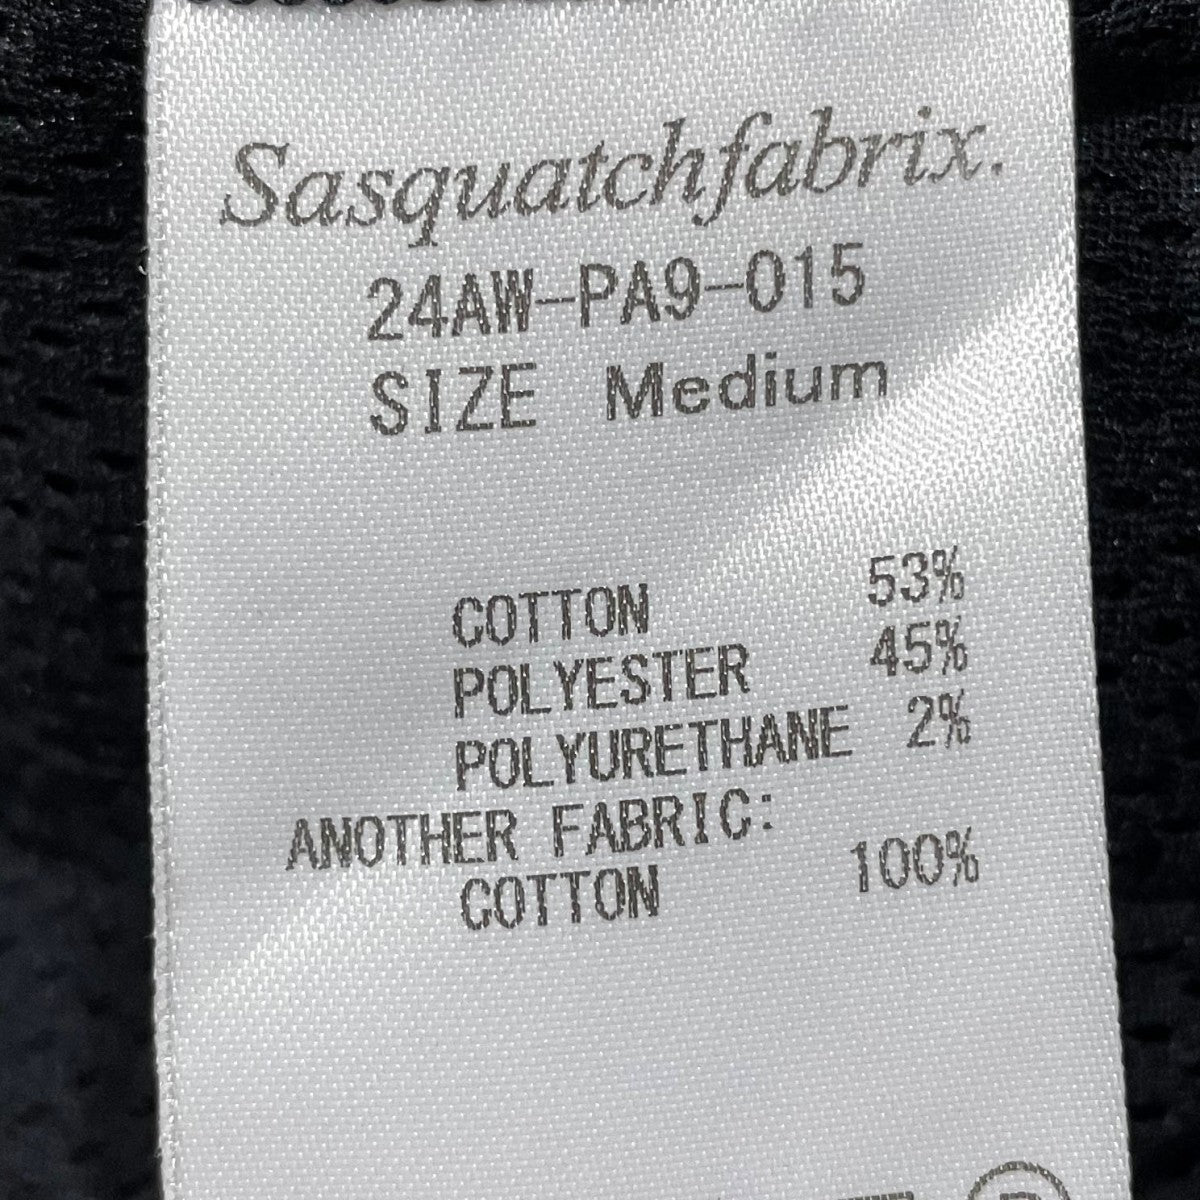 Sasquatchfabrix.
24AW-PA9-015
SIZE Medium
COTTON 53%
POLYESTER 45%
POLYURETHANE 2%
ANOTHER FABRIC:
COTTON 100%